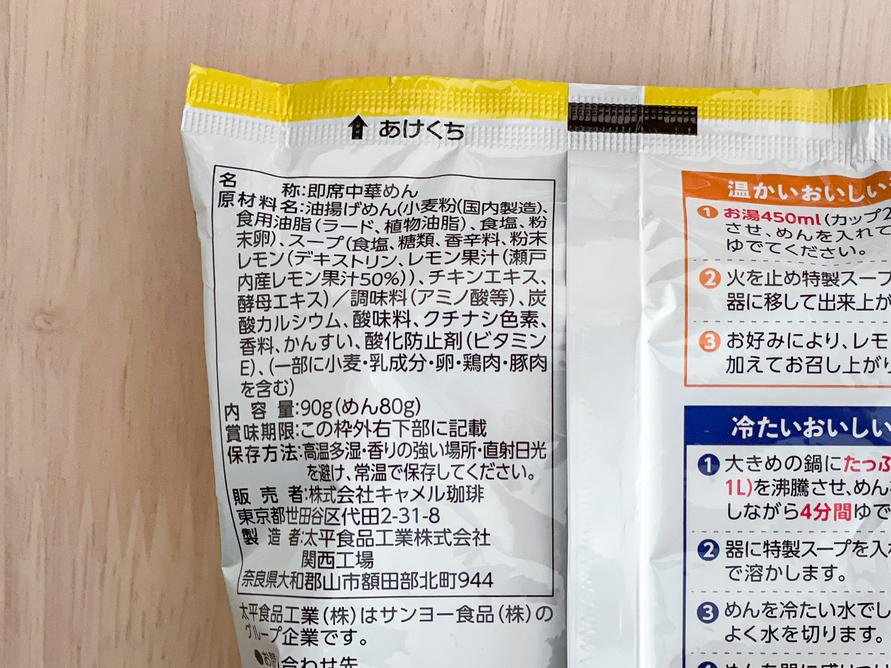 あけくち
名 称:即席中華めん
原材料名:油揚げめん(小麦粉(国内製造)、
食用油脂(ラード、植物油脂)、食塩、粉
末卵)、スープ(食塩、糖類、香辛料、粉末
レモン(デキストリン、レモン果汁(瀬戸
内産レモン果汁50%))、チキンエキス、
酵母エキス)/調味料(アミノ酸等)、炭
酸カルシウム、酸味料、クチナシ色素、
香料、かんすい、酸化防止剤(ビタミン
E)、(一部に小麦・乳成分・卵・鶏肉・豚肉
を含む)
内容量:90g(めん80g)
賞味期限:この枠外右下部に記載
保存方法:高温多湿・香りの強い場所・直射日光
を避け、常温で保存してください。
販売者:株式会社キャメル珈琲
東京都世田谷区代田2-31-8
製造者:太平食品工業株式会社
関西工場
奈良県大和郡山市額田部北町944
太平食品工業(株)はサンヨー食品(株)の
グループ企業です。
●お問合わせ先
温かいおいしい
1 お湯450ml(カップ2
させ、めんを入れて
ゆでてください。
2 火を止め特製スープ
器に移して出来上が
3 お好みにより、レモ
加えてお召し上がり
冷たいおいしい
1 大きめの鍋にたっぷ
1L)を沸騰させ、めん
しながら4分間ゆで
2 器に特製スープを入
で溶かします。
3 めんを冷たい水でし
よく水を切ります。